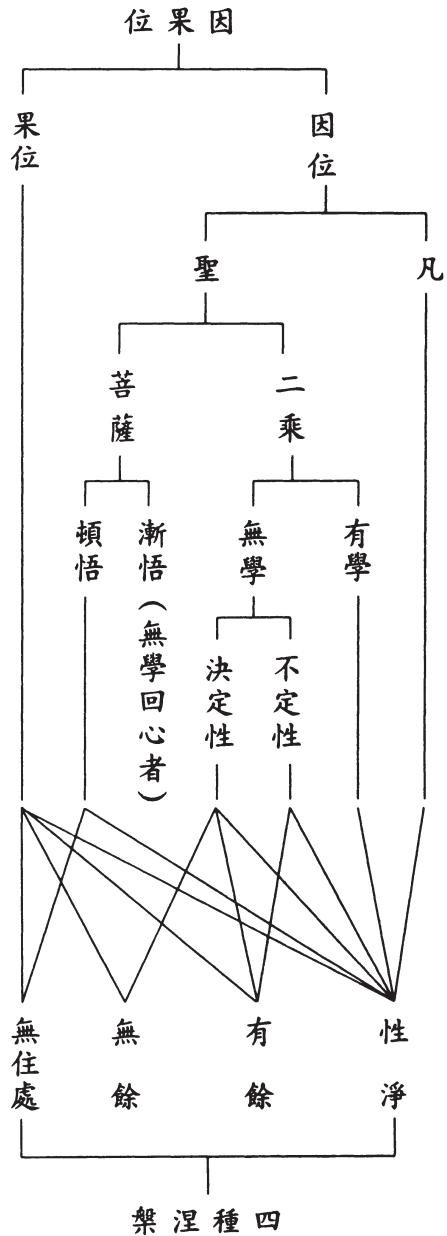 因果位
因位
果位
凡
聖
二乘
菩薩
有學
無學
漸悟（無學回心者）
頓悟
不定性
決定性
性淨
有餘
無餘
無住處
四種涅槃